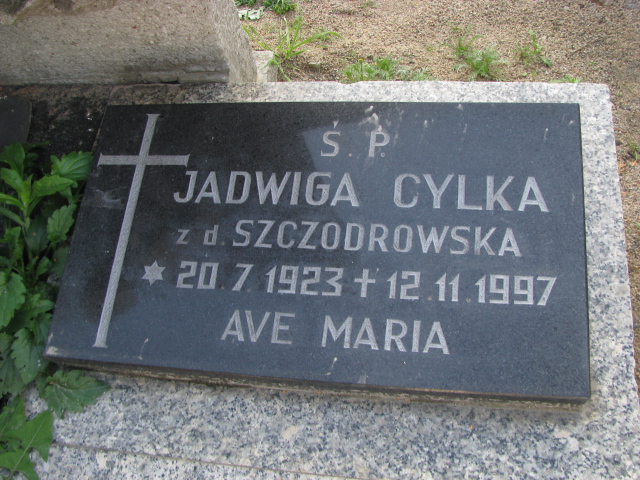 Ś. P.
JADWIGA CYLKA
z d. SZCZODROWSKA
20.7.1923 12.11.1997
AVE MARIA